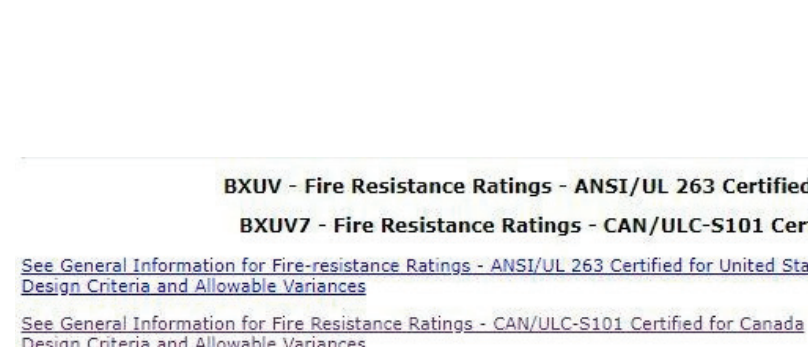 BXUV - Fire Resistance Ratings - ANSI/UL 263 Certified
BXUV7 - Fire Resistance Ratings - CAN/ULC-S101 Cer
See General Information for Fire-resistance Ratings - ANSI/UL 263 Certified for United Sta
Design Criteria and Allowable Variances
See General Information for Fire Resistance Ratings - CAN/ULC-S101 Certified for Canada
Design Criteria and Allowable Variances